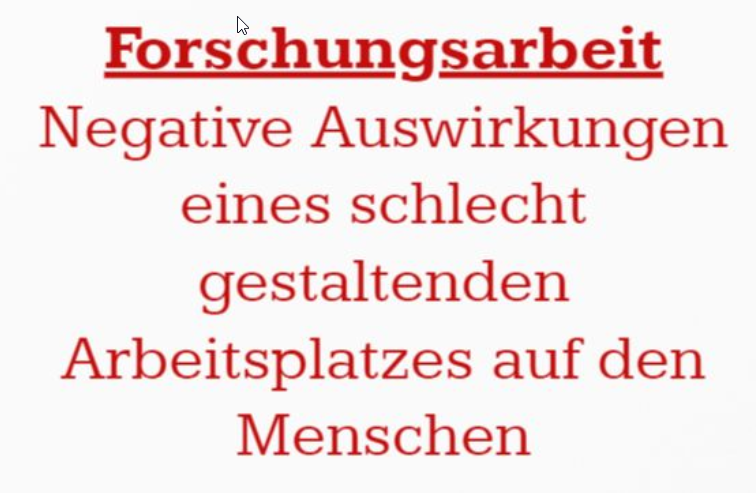 Forschungsarbeit
Negative Auswirkungen
eines schlecht
gestaltenden
Arbeitsplatzes auf den
Menschen